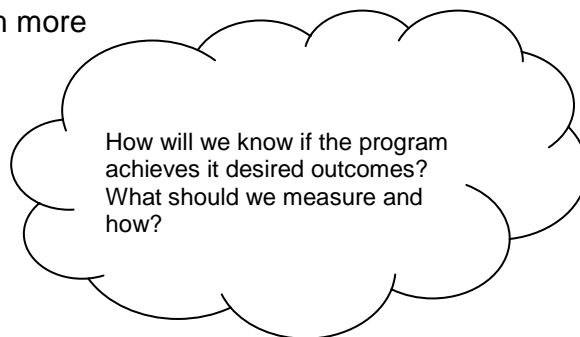 more
How will we know if the program
achieves it desired outcomes?
What should we measure and
how?